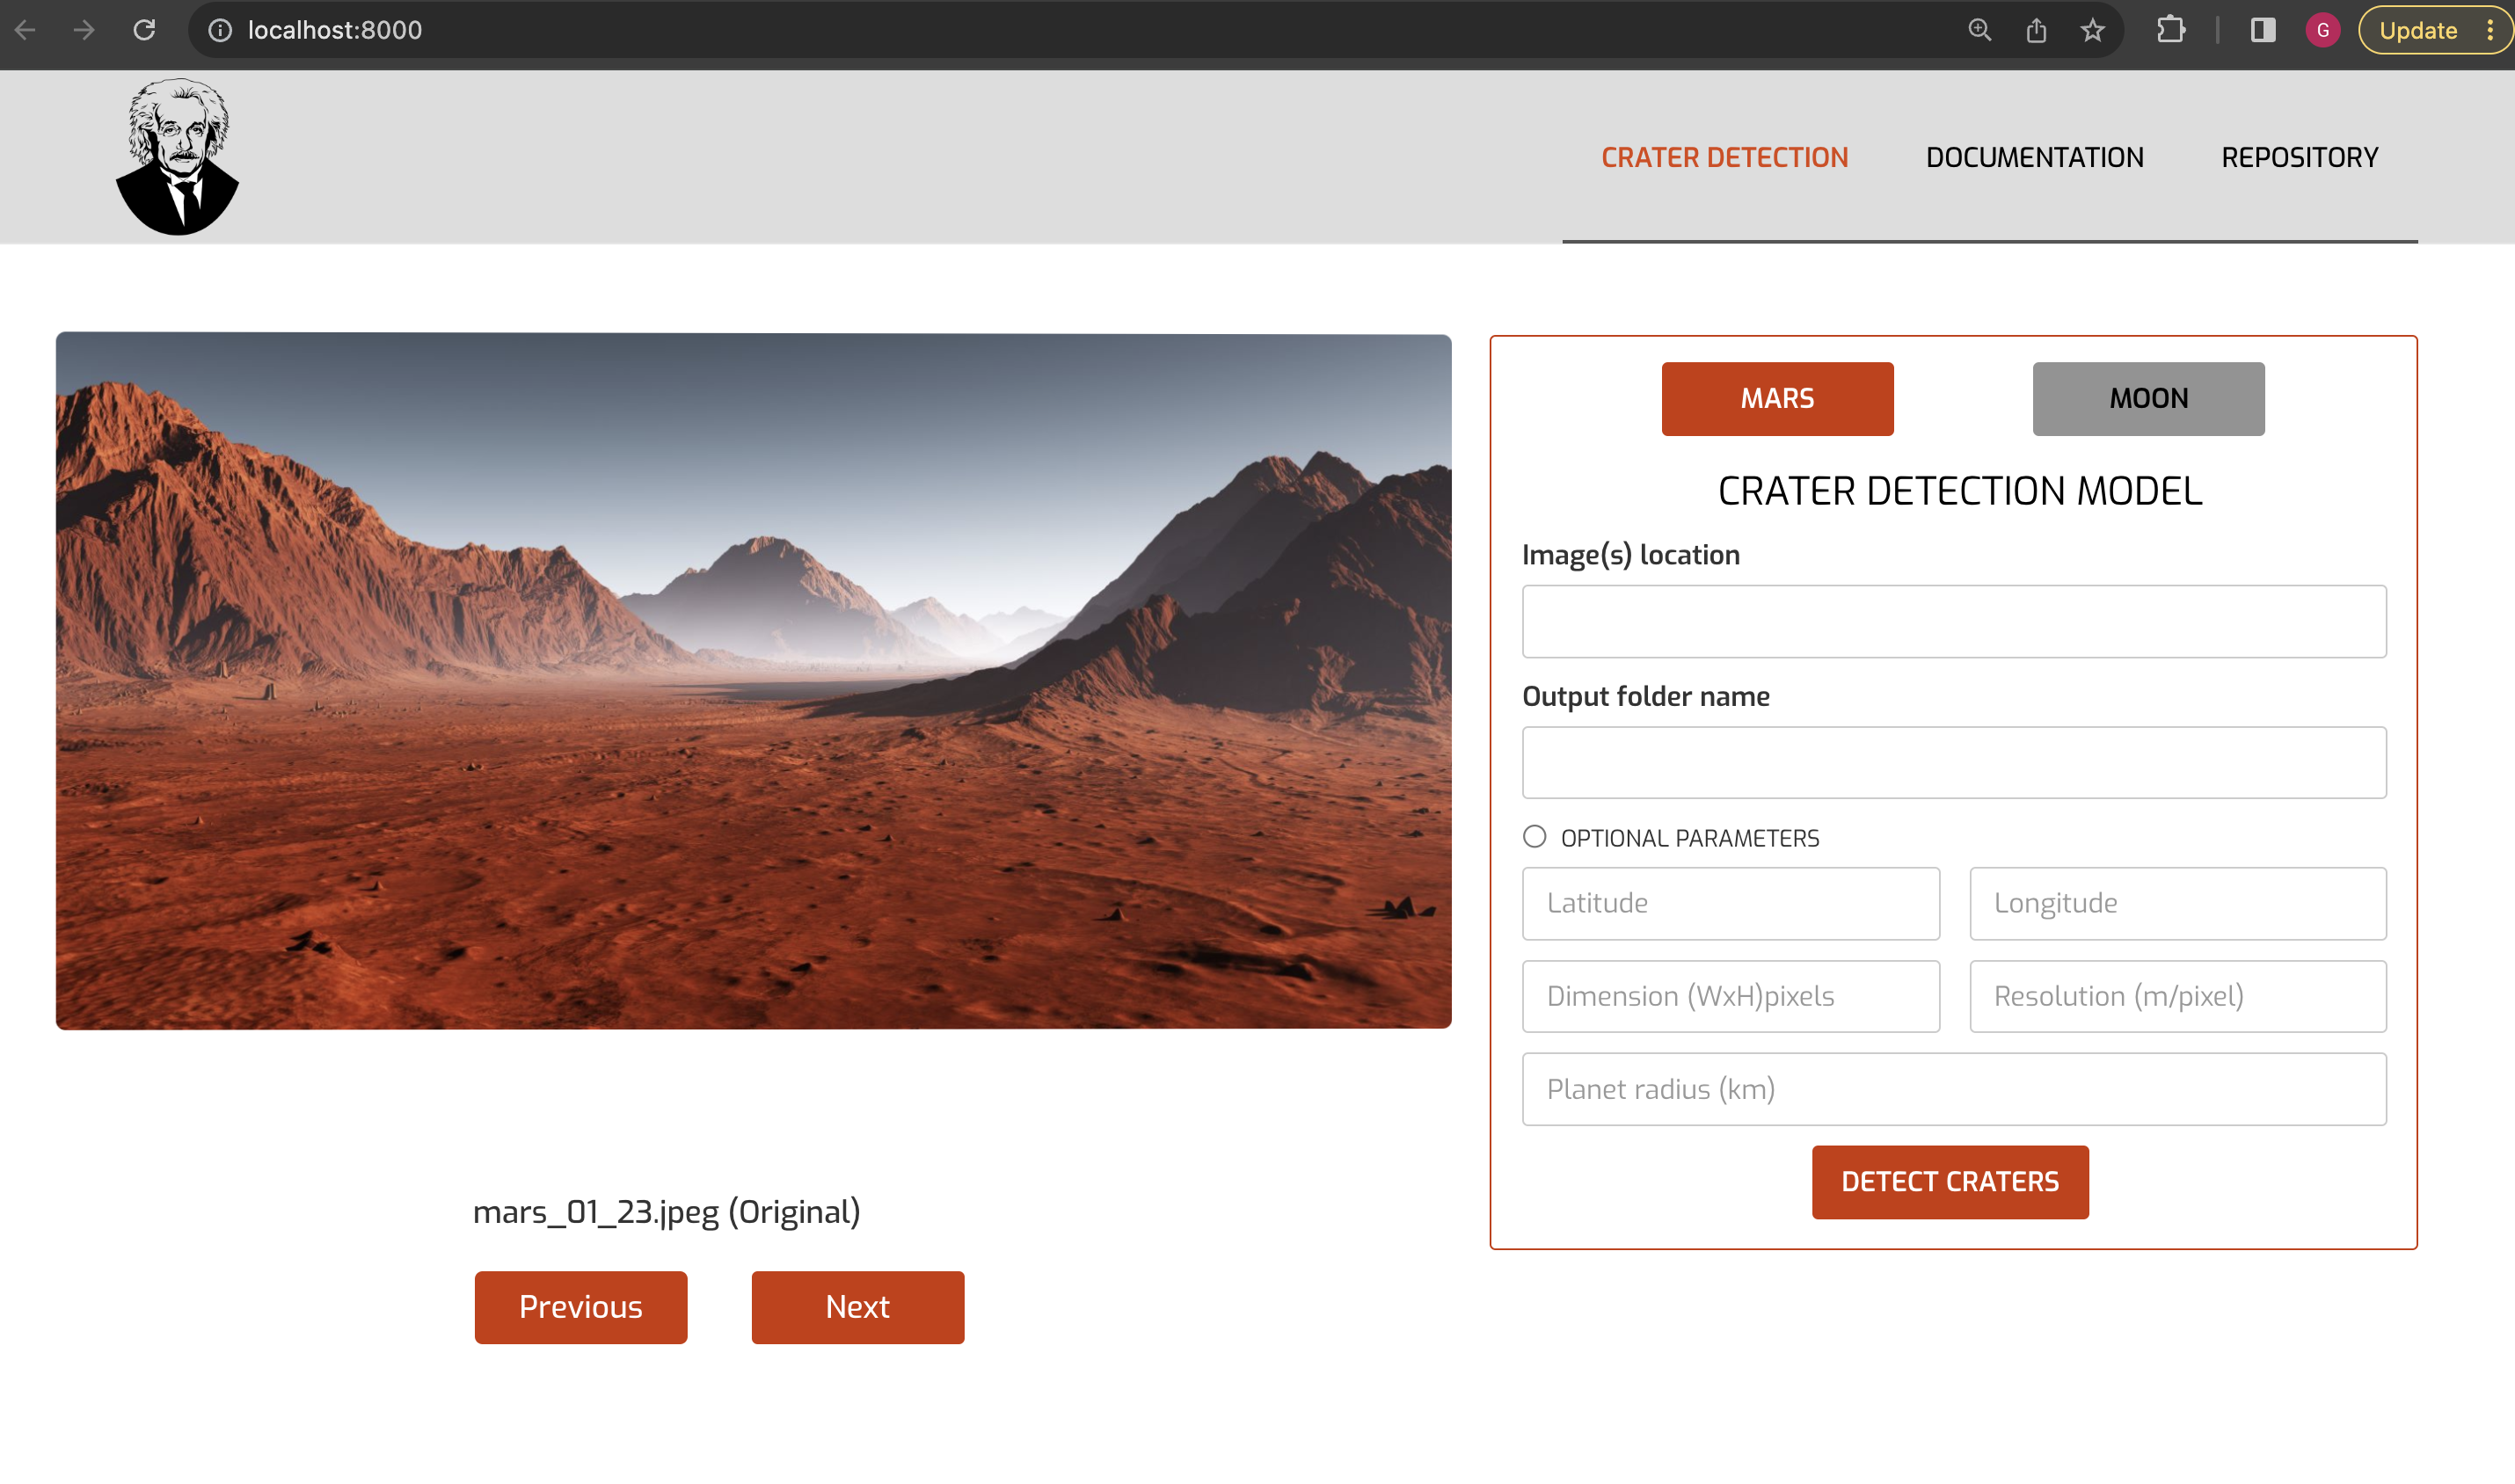 localhost:8000
G
Update
CRATER DETECTION DOCUMENTATION REPOSITORY
MARS MOON
CRATER DETECTION MODEL
Image(s) location
Output folder name
OPTIONAL PARAMETERS
Latitude Longitude
Dimension (WxH)pixels Resolution (m/pixel)
Planet radius (km)
DETECT CRATERS
mars_01_23.jpeg (Original)
Previous Next